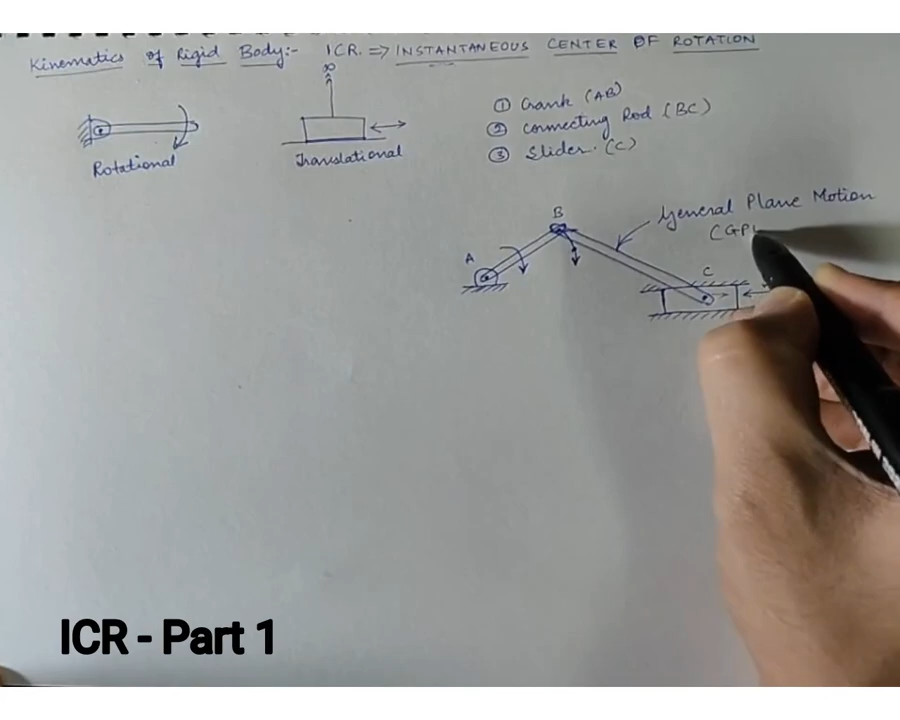 Kinematics of Rigid Body:- ICR. => INSTANTANEOUS CENTER OF ROTATION
∞
Rotational
Translational
① Crank (AB)
② Connecting Rod (BC)
③ Slider. (C)
B
A
C
General Plane Motion
(GP
ICR - Part 1